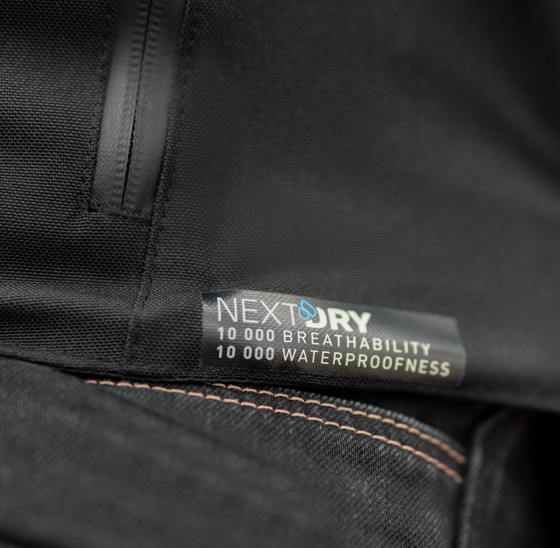 NEXTDRY
10 000 BREATHABILITY
10 000 WATERPROOFNESS